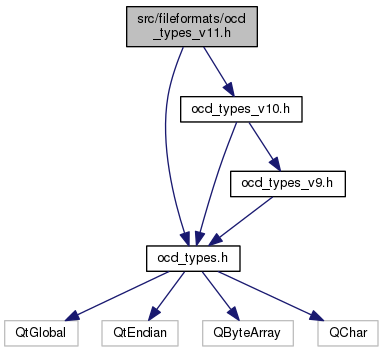 src/fileformats/ocd
_types_v11.h
ocd_types_v10.h
ocd_types_v9.h
ocd_types.h
QtGlobal
QtEndian
QByteArray
QChar